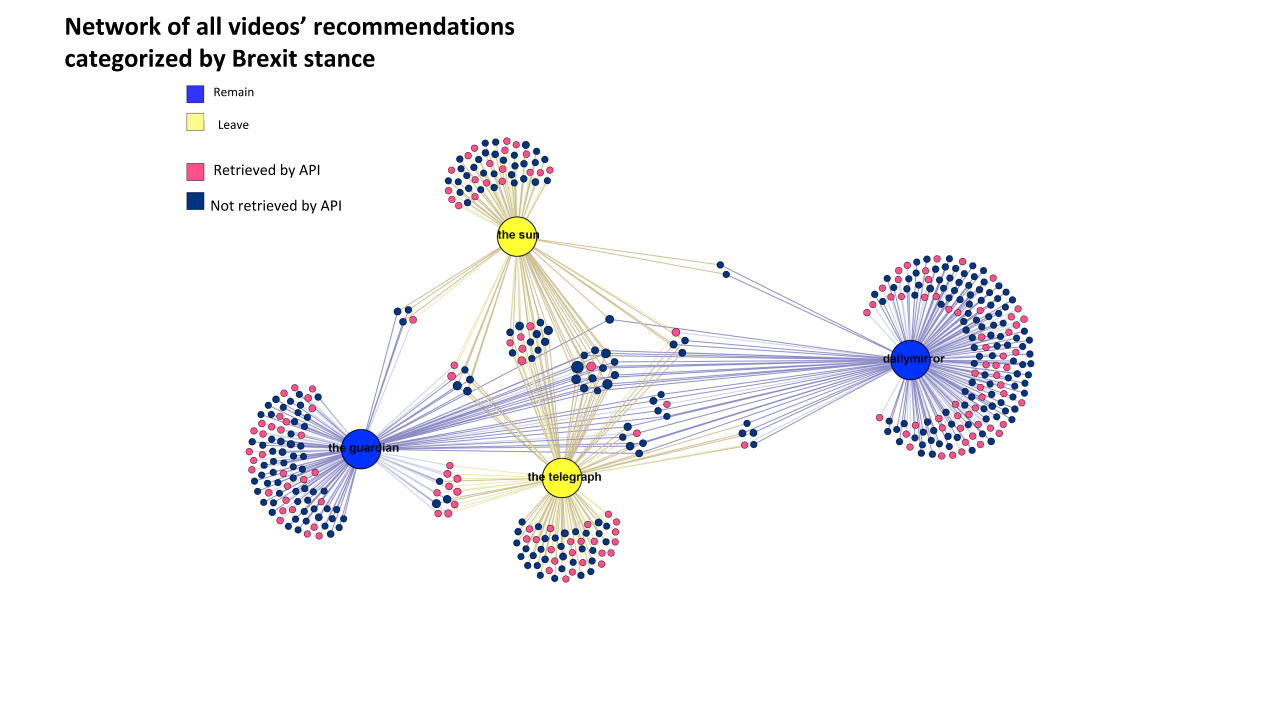 Network of all videos’ recommendations
categorized by Brexit stance
Remain
Leave
Retrieved by API
Not retrieved by API
the sun
dailymirror
the guardian
the telegraph